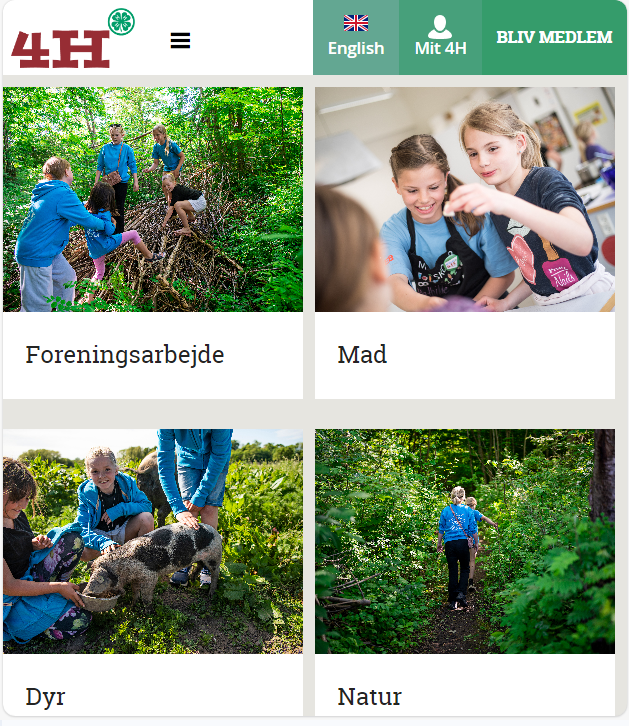 4H
English
Mit 4H
BLIV MEDLEM
Foreningsarbejde
Mad
Dyr
Natur